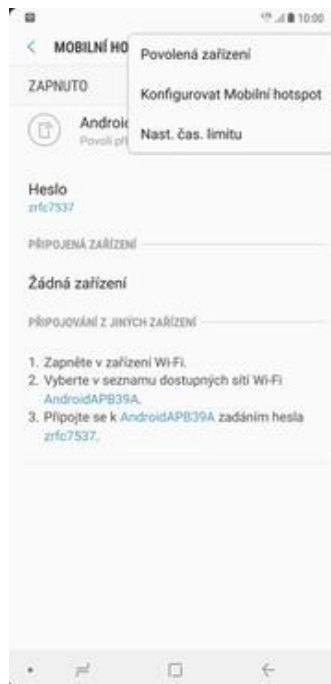 10:00
MOBILNÍ HO
Povolená zařízení
ZAPNUTO
Konfigurovat Mobilní hotspot
Android
Povolí př
Nast. čas. limitu
Heslo
zrfc7537
PŘIPOJENÁ ZAŘÍZENÍ
Žádná zařízení
PŘIPOJOVÁNÍ Z JINÝCH ZAŘÍZENÍ
1. Zapněte v zařízení Wi-Fi.
2. Vyberte v seznamu dostupných sítí Wi-Fi
AndroidAPB39A.
3. Připojte se k AndroidAPB39A zadáním hesla
zrfc7537.